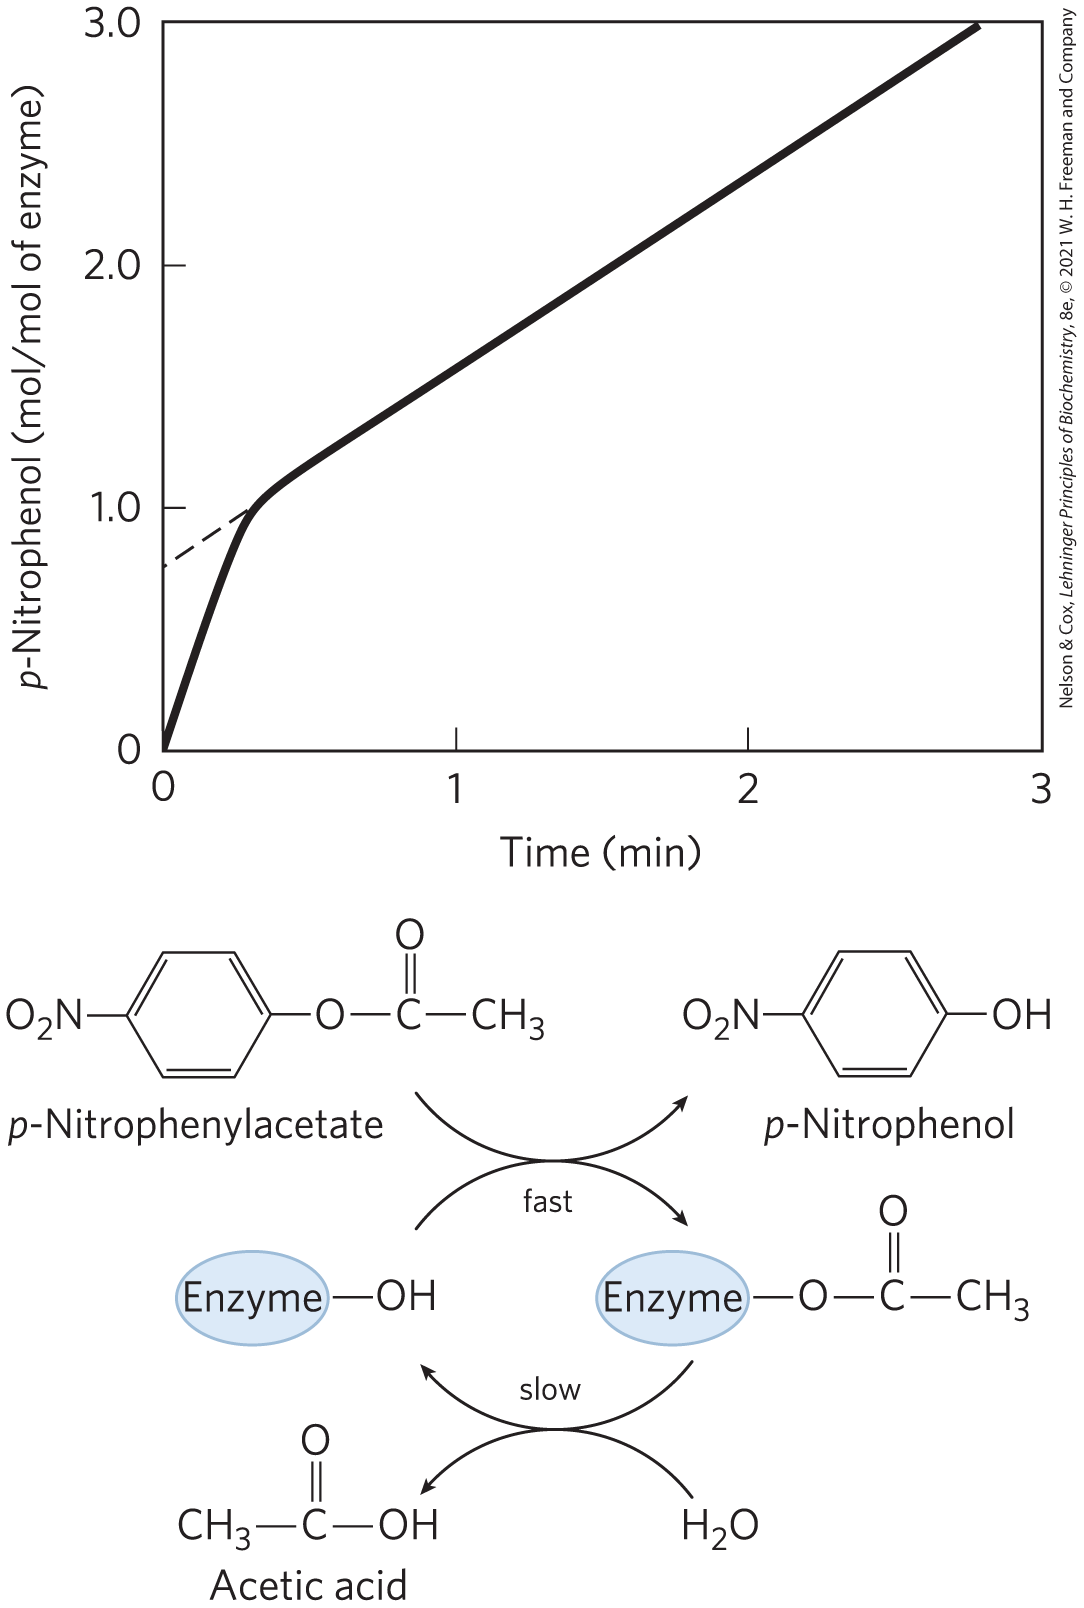 3.0
2.0
1.0
0
p-Nitrophenol (mol/mol of enzyme)
0 1 2 3
Time (min)
Nelson & Cox, Lehninger Principles of Biochemistry, 8e, © 2021 W. H. Freeman and Company
O
O₂N O C CH₃
O₂N OH
p-Nitrophenylacetate
p-Nitrophenol
fast
O
Enzyme OH
Enzyme O C CH₃
slow
O
CH₃ C OH
H₂O
Acetic acid